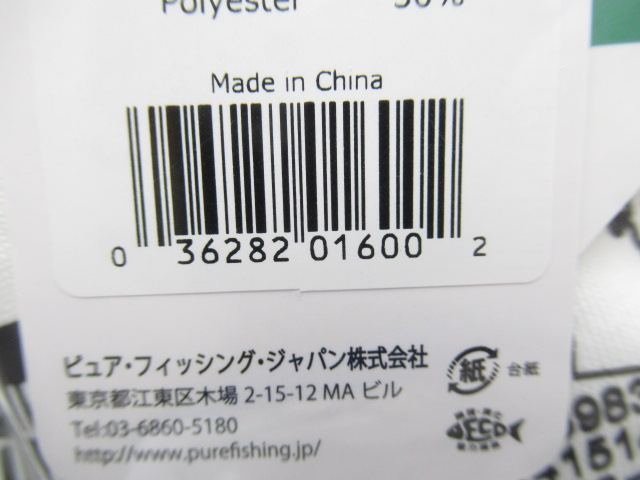 Polyester 50%
Made in China
0 36282 01600 2
ピュア・フィッシング・ジャパン株式会社
東京都江東区木場 2-15-12 MA ビル
Tel:03-6860-5180
http://www.purefishing.jp/
紙 台紙
ECO